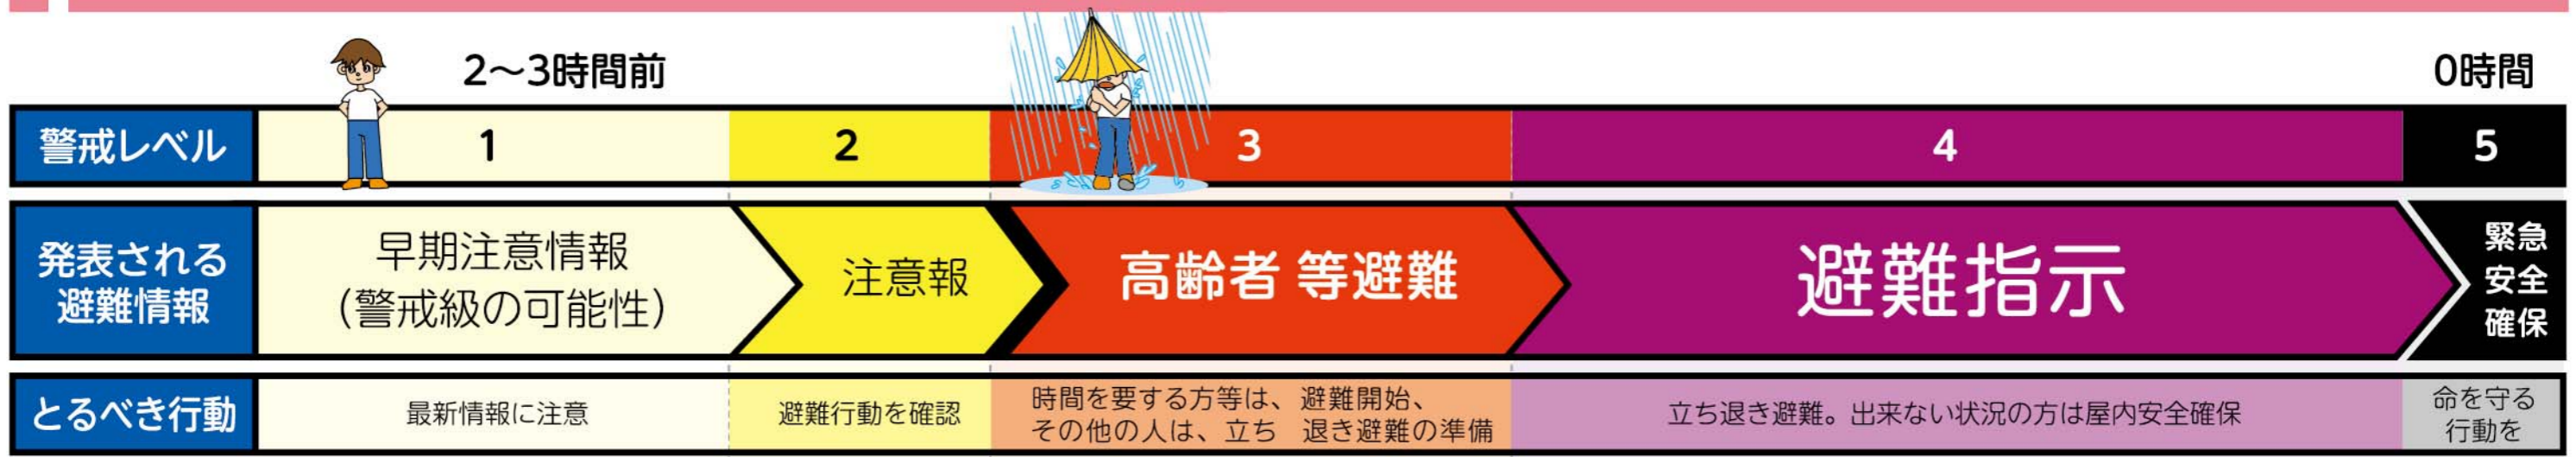 2〜3時間前
0時間
警戒レベル
1
2
3
4
5
発表される
避難情報
早期注意情報
(警戒級の可能性)
注意報
高齢者 等避難
避難指示
緊急
安全
確保
とるべき行動
最新情報に注意
避難行動を確認
時間を要する方等は、 避難開始、
その他の人は、立ち 退き避難の準備
立ち退き避難。出来ない状況の方は屋内安全確保
命を守る
行動を